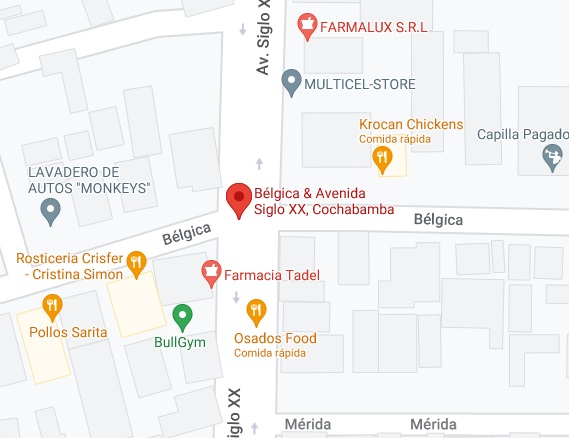 Av. Siglo X
FARMALUX S.R.L
MULTICEL-STORE
Krocan Chickens
Comida rápida
Capilla Pagado
LAVADERO DE
AUTOS "MONKEYS"
Bélgica & Avenida
Siglo XX, Cochabamba
Bélgica
Bélgica
Rosticeria Crisfer
- Cristina Simon
Farmacia Tadel
Pollos Sarita
BullGym
Osados Food
Comida rápida
iglo XX
Mérida
Mérida